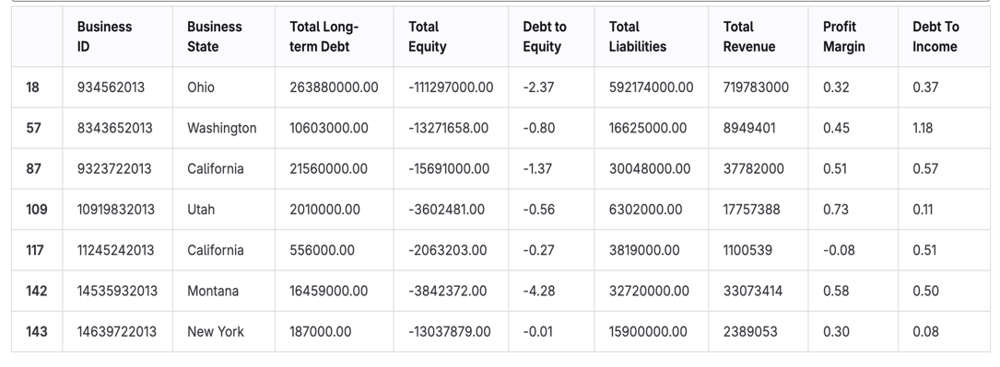 Business ID Business State Total Long-term Debt Total Equity Debt to Equity Total Liabilities Total Revenue Profit Margin Debt To Income
18 934562013 Ohio 263880000.00 -111297000.00 -2.37 592174000.00 719783000 0.32 0.37
57 8343652013 Washington 10603000.00 -13271658.00 -0.80 16625000.00 8949401 0.45 1.18
87 9323722013 California 21560000.00 -15691000.00 -1.37 30048000.00 37782000 0.51 0.57
109 10919832013 Utah 2010000.00 -3602481.00 -0.56 6302000.00 17757388 0.73 0.11
117 11245242013 California 556000.00 -2063203.00 -0.27 3819000.00 1100539 -0.08 0.51
142 14535932013 Montana 16459000.00 -3842372.00 -4.28 32720000.00 33073414 0.58 0.50
143 14639722013 New York 187000.00 -13037879.00 -0.01 15900000.00 2389053 0.30 0.08